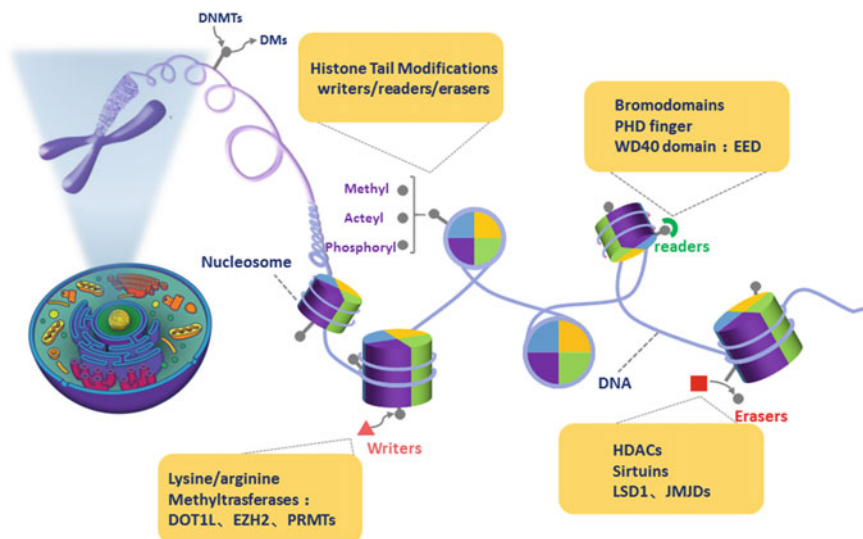 DNMTs
DMs
Histone Tail Modifications
writers/readers/erasers
Bromodomains
PHD finger
WD40 domain：EED
Methyl
Acteyl
Phosphoryl
readers
Nucleosome
DNA
Erasers
Writers
Lysine/arginine
Methyltrasferases：
DOT1L、EZH2、PRMTs
HDACs
Sirtuins
LSD1、JMJDs